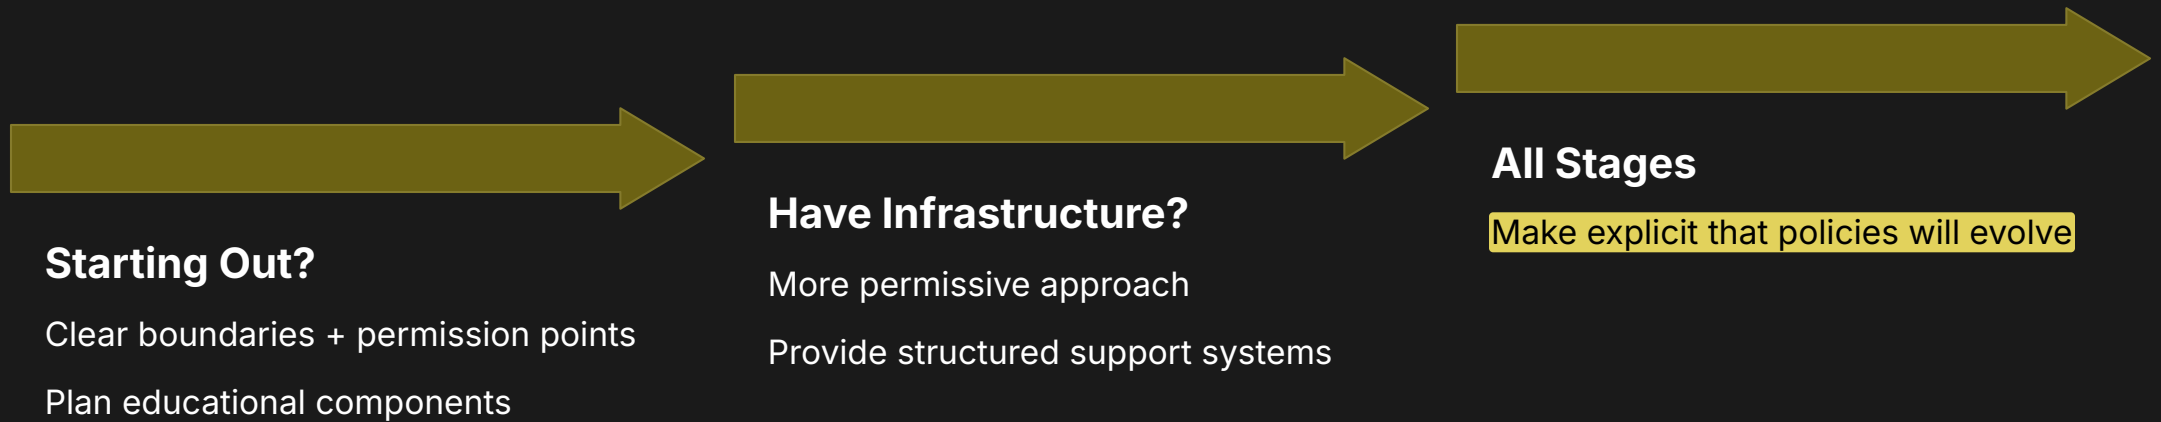 Starting Out?
Clear boundaries + permission points
Plan educational components
Have Infrastructure?
More permissive approach
Provide structured support systems
All Stages
Make explicit that policies will evolve